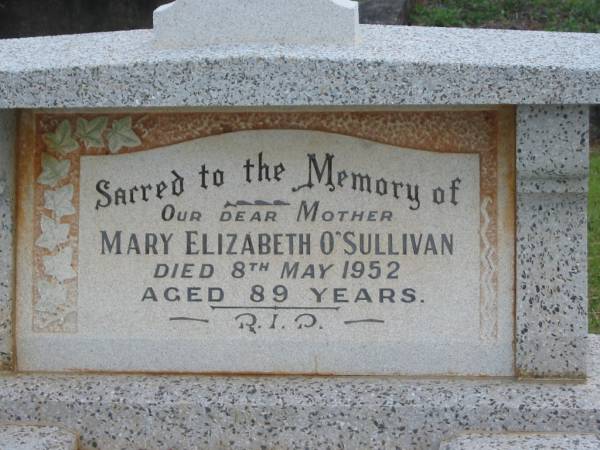 Sacred to the Memory of
OUR DEAR MOTHER
MARY ELIZABETH O'SULLIVAN
DIED 8TH MAY 1952
AGED 89 YEARS.
R.I.P.